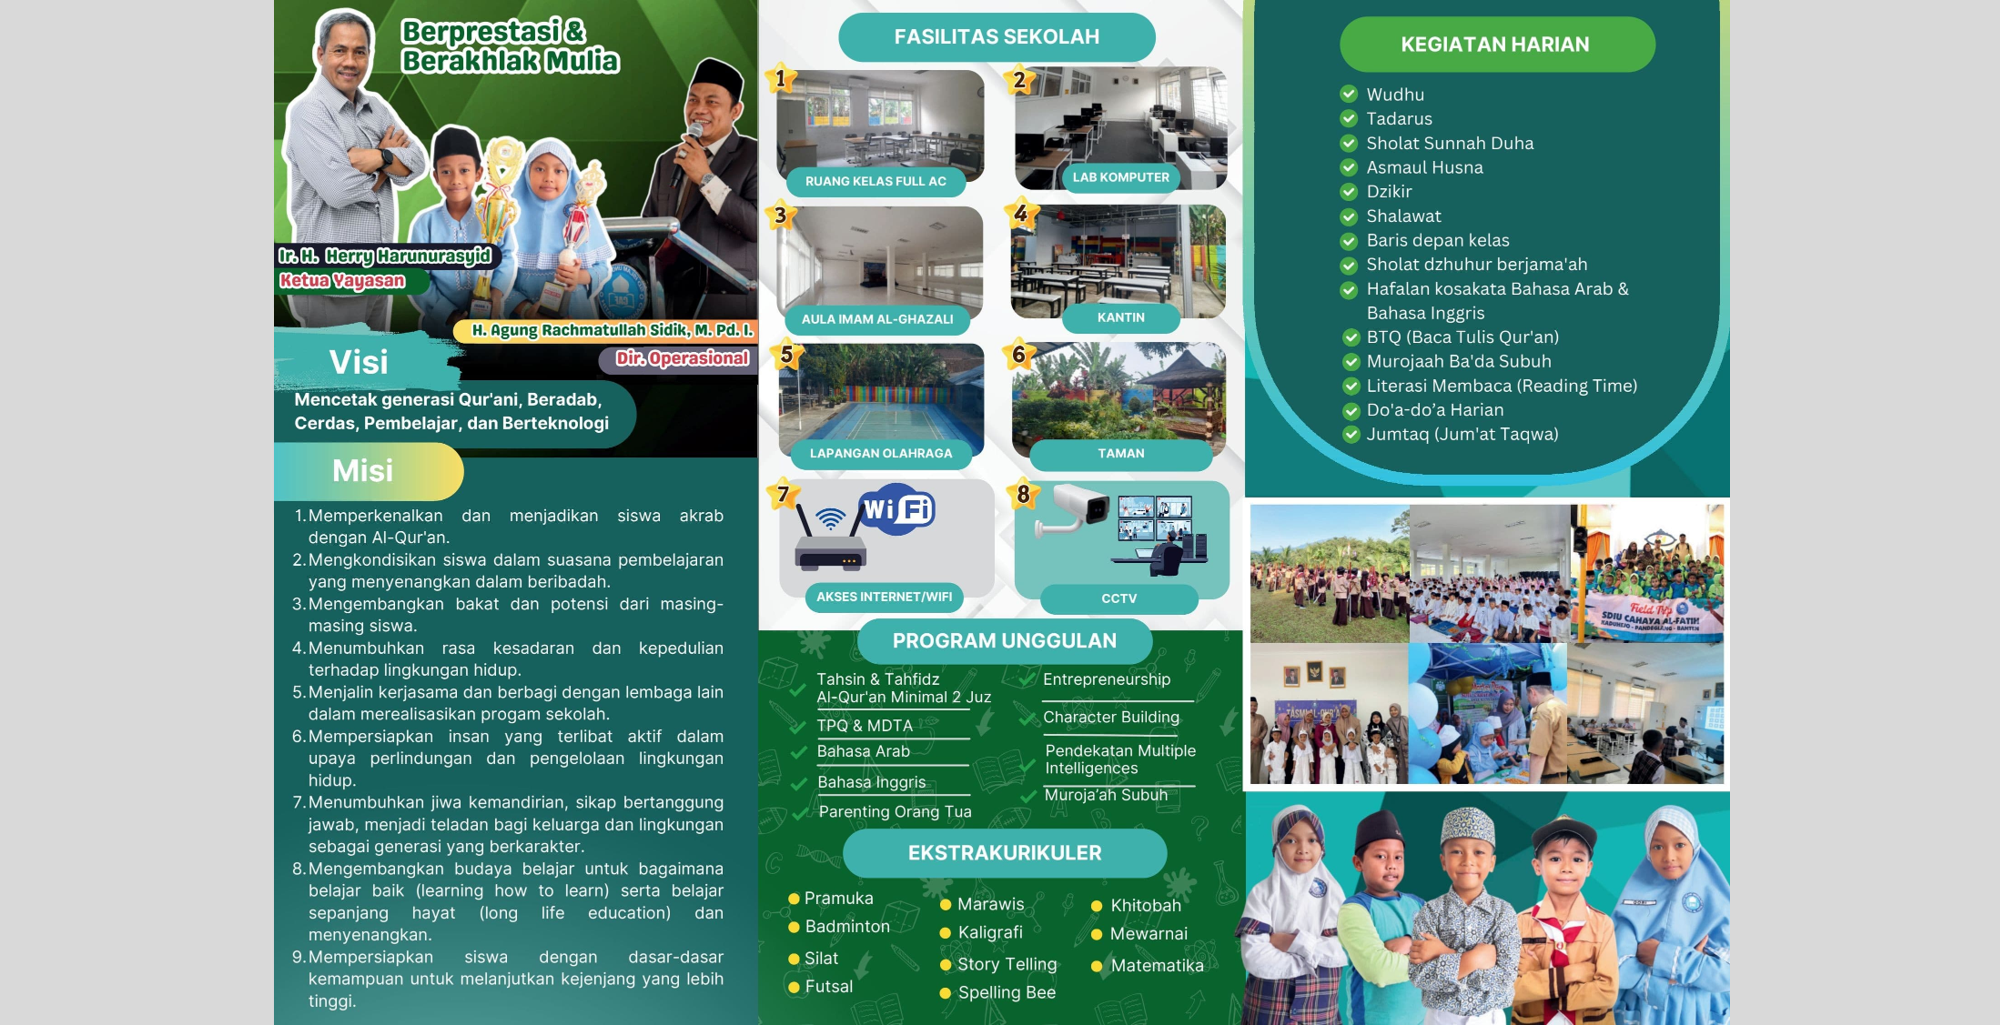 Berprestasi &
Berakhlak Mulia
Ir. H. Herry Harunurasyid
Ketua Yayasan
H. Agung Rachmatullah Sidik, M. Pd. I.
Dir. Operasional
Visi
Mencetak generasi Qur'ani, Beradab,
Cerdas, Pembelajar, dan Berteknologi
Misi
1. Memperkenalkan dan menjadikan siswa akrab
dengan Al-Qur'an.
2. Mengkondisikan siswa dalam suasana pembelajaran
yang menyenangkan dalam beribadah.
3. Mengembangkan bakat dan potensi dari masing-
masing siswa.
4. Menumbuhkan rasa kesadaran dan kepedulian
terhadap lingkungan hidup.
5. Menjalin kerjasama dan berbagi dengan lembaga lain
dalam merealisasikan progam sekolah.
6. Mempersiapkan insan yang terlibat aktif dalam
upaya perlindungan dan pengelolaan lingkungan
hidup.
7. Menumbuhkan jiwa kemandirian, sikap bertanggung
jawab, menjadi teladan bagi keluarga dan lingkungan
sebagai generasi yang berkarakter.
8. Mengembangkan budaya belajar untuk bagaimana
belajar baik (learning how to learn) serta belajar
sepanjang hayat (long life education) dan
menyenangkan.
9. Mempersiapkan siswa dengan dasar-dasar
kemampuan untuk melanjutkan kejenjang yang lebih
tinggi.
FASILITAS SEKOLAH
1
RUANG KELAS FULL AC
2
LAB KOMPUTER
3
AULA IMAM AL-GHAZALI
4
KANTIN
5
LAPANGAN OLAHRAGA
6
TAMAN
7
WiFi
AKSES INTERNET/WIFI
8
CCTV
PROGRAM UNGGULAN
Tahsin & Tahfidz
Al-Qur'an Minimal 2 Juz
TPQ & MDTA
Bahasa Arab
Bahasa Inggris
Parenting Orang Tua
Entrepreneurship
Character Building
Pendekatan Multiple
Intelligences
Muroja'ah Subuh
EKSTRAKURIKULER
Pramuka
Badminton
Silat
Futsal
Marawis
Kaligrafi
Story Telling
Spelling Bee
Khitobah
Mewarnai
Matematika
KEGIATAN HARIAN
Wudhu
Tadarus
Sholat Sunnah Duha
Asmaul Husna
Dzikir
Shalawat
Baris depan kelas
Sholat dzhuhur berjama'ah
Hafalan kosakata Bahasa Arab &
Bahasa Inggris
BTQ (Baca Tulis Qur'an)
Murojaah Ba'da Subuh
Literasi Membaca (Reading Time)
Do'a-do’a Harian
Jumtaq (Jum'at Taqwa)
Field Trip
SDIU CAHAYA AL-FATIH
KADUHEJO - PANDEGLANG - BANTEN